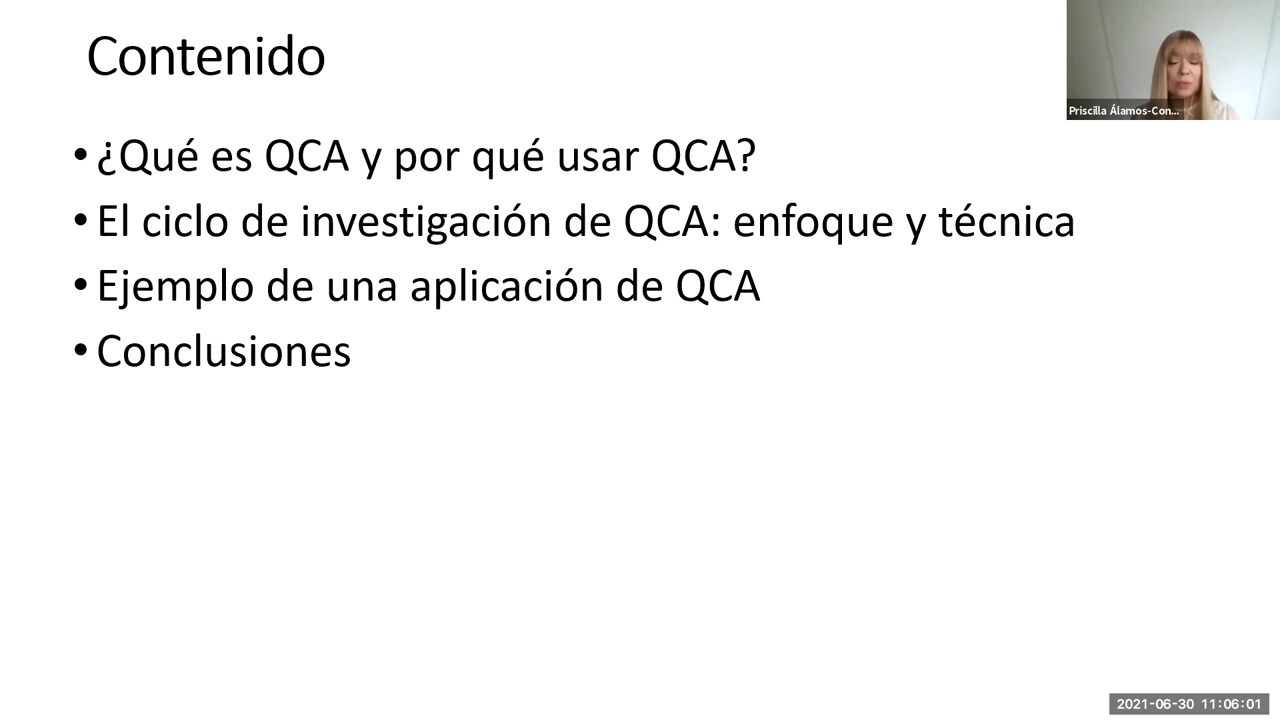 Contenido
Priscilla Álamos-Con...
• ¿Qué es QCA y por qué usar QCA?
• El ciclo de investigación de QCA: enfoque y técnica
• Ejemplo de una aplicación de QCA
• Conclusiones
2021-06-30 11:06:01